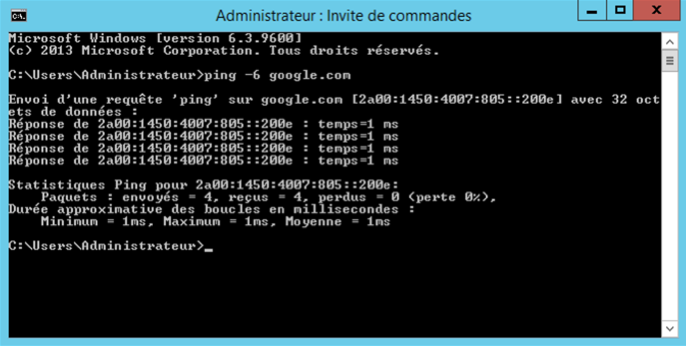 Administrateur : Invite de commandes
Microsoft Windows [version 6.3.9600]
(c) 2013 Microsoft Corporation. Tous droits réservés.
C:\Users\Administrateur>ping -6 google.com
Envoi d'une requête 'ping' sur google.com [2a00:1450:4007:805::200e] avec 32 oct
ets de données :
Réponse de 2a00:1450:4007:805::200e : temps=1 ms
Réponse de 2a00:1450:4007:805::200e : temps=1 ms
Réponse de 2a00:1450:4007:805::200e : temps=1 ms
Réponse de 2a00:1450:4007:805::200e : temps=1 ms
Statistiques Ping pour 2a00:1450:4007:805::200e:
Paquets : envoyés = 4, reçus = 4, perdus = 0 (perte 0%),
Durée approximative des boucles en millisecondes :
Minimum = 1ms, Maximum = 1ms, Moyenne = 1ms
C:\Users\Administrateur>_